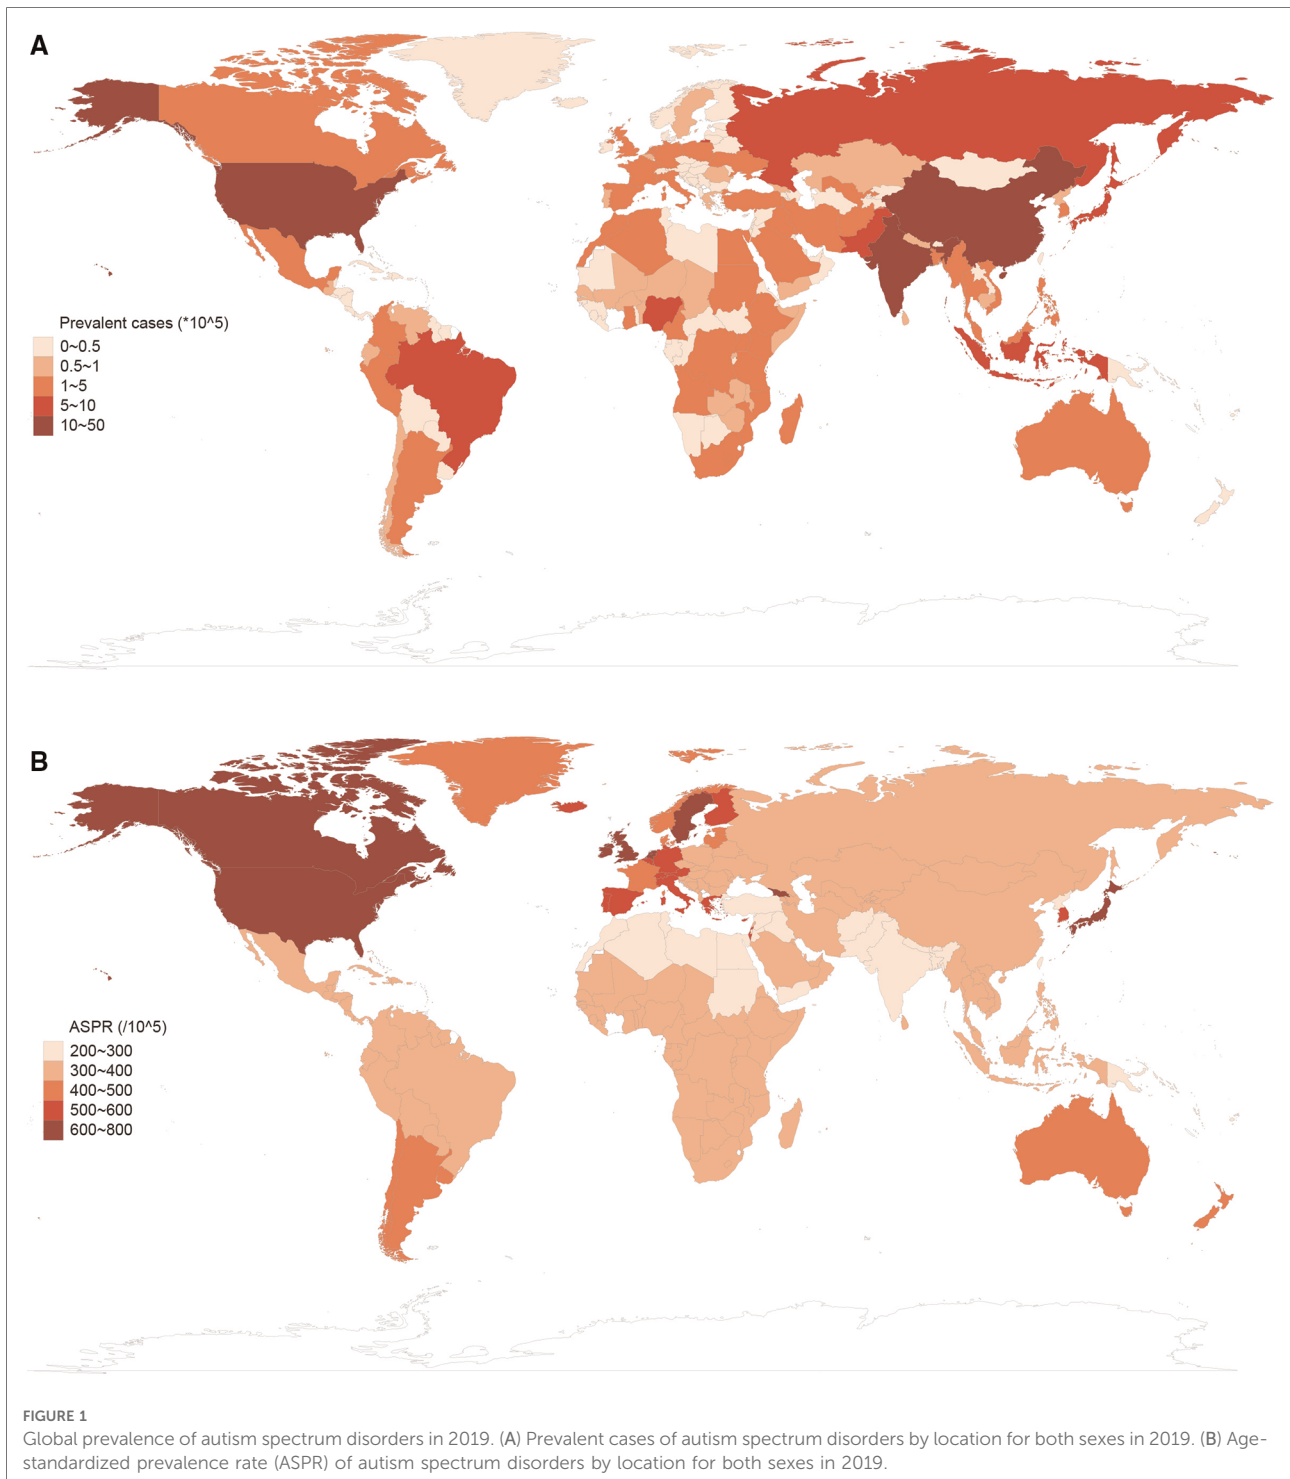 A
Prevalent cases (*10^5)
0~0.5
0.5~1
1~5
5~10
10~50
B
ASPR (/10^5)
200~300
300~400
400~500
500~600
600~800
FIGURE 1
Global prevalence of autism spectrum disorders in 2019. (A) Prevalent cases of autism spectrum disorders by location for both sexes in 2019. (B) Age-
standardized prevalence rate (ASPR) of autism spectrum disorders by location for both sexes in 2019.